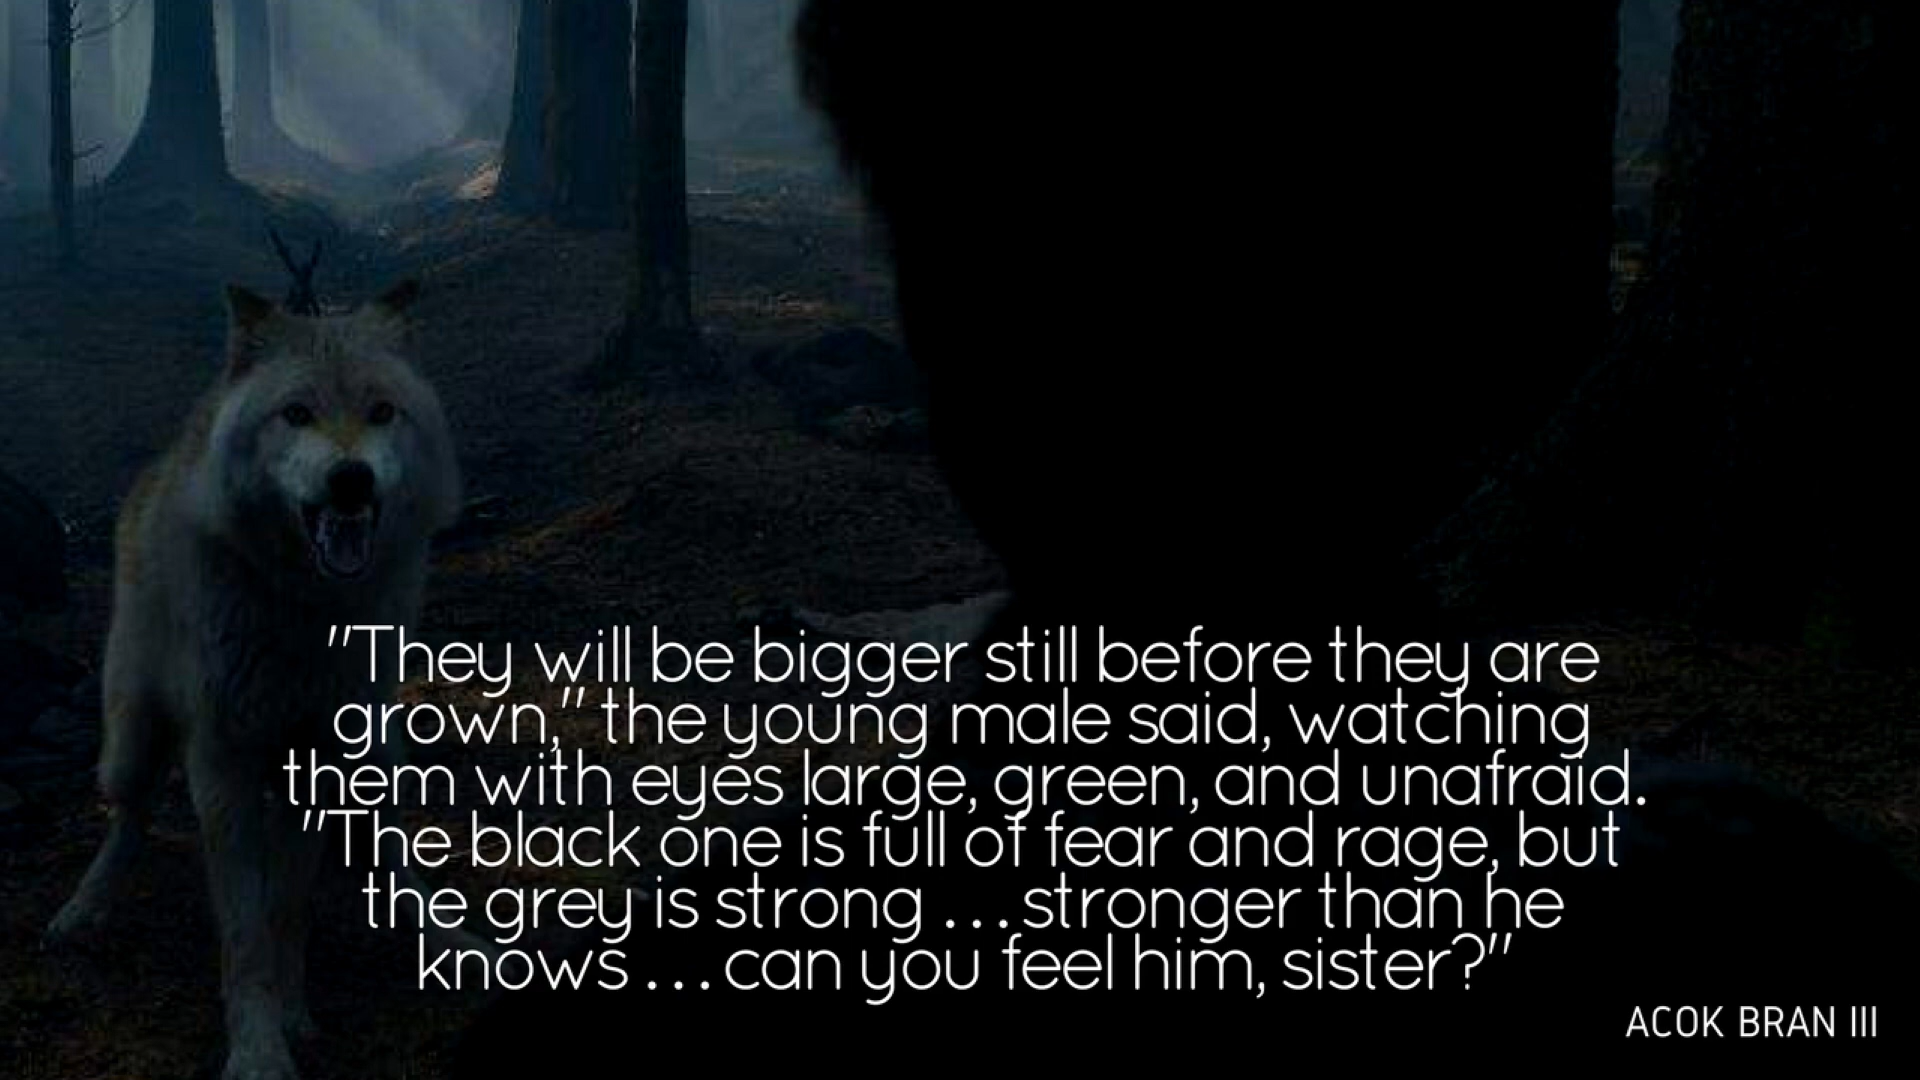 "They will be bigger still before they are
grown," the young male said, watching
them with eyes large, green, and unafraid.
"The black one is full of fear and rage, but
the grey is strong ...stronger than he
knows ...can you feel him, sister?"
ACOK BRAN III